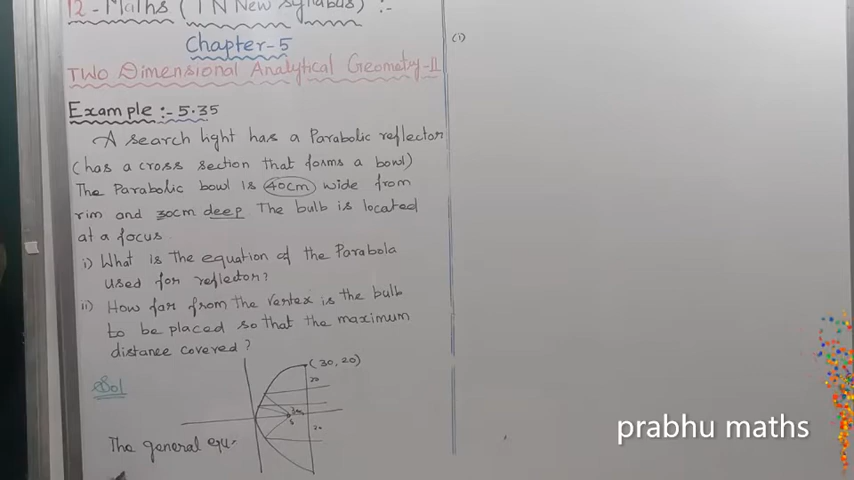 12 - Maths (TN New Syllabus) :-
Chapter-5
TWO Dimensional Analytical Geometry-II
Example :- 5.35
A search light has a Parabolic reflector
(has a cross section that forms a bowl)
The Parabolic bowl is 40cm wide from
rim and 30cm deep The bulb is located
at a focus
i) What is the equation of the Parabola
used for reflector?
ii) How far from the vertex is the bulb
to be placed so that the maximum
distance covered?
Sol
(30, 20)
20
20
The general equ.
(1)
prabhu maths